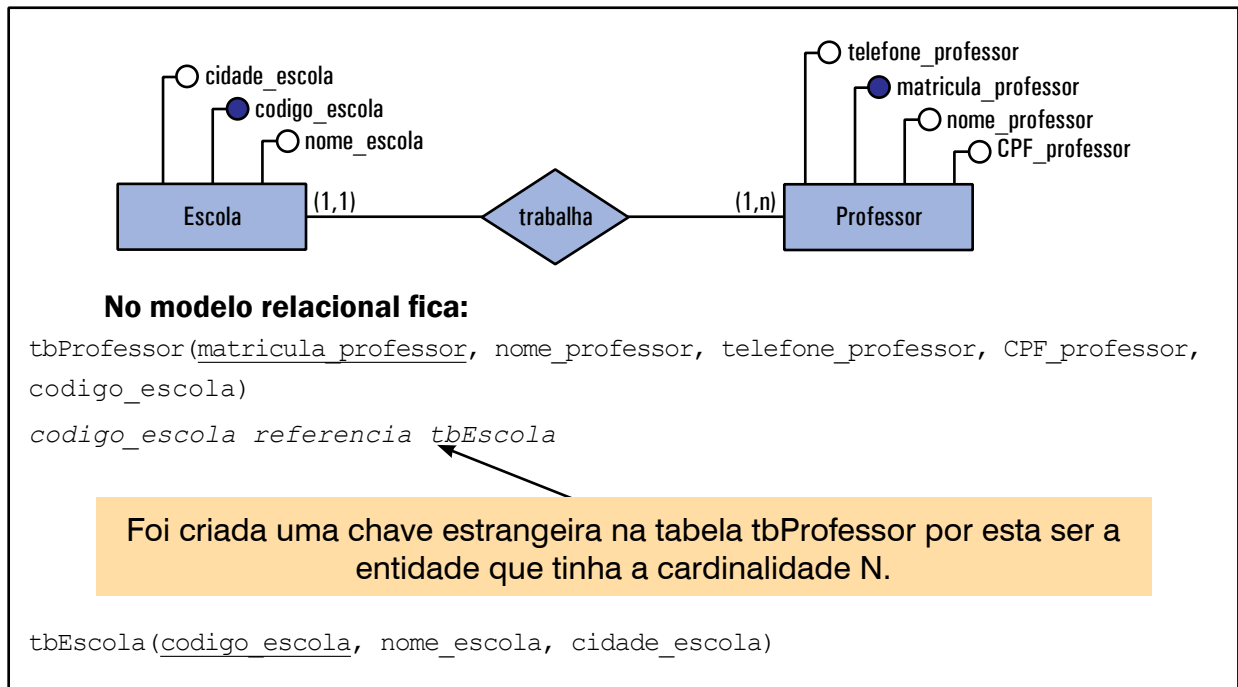 cidade_escola
codigo_escola
nome_escola
telefone_professor
matricula_professor
nome_professor
CPF_professor
Escola
(1,1)
trabalha
(1,n)
Professor
No modelo relacional fica:
tbProfessor(matricula_professor, nome_professor, telefone_professor, CPF_professor,
codigo_escola)
codigo_escola referencia tbEscola
Foi criada uma chave estrangeira na tabela tbProfessor por esta ser a
entidade que tinha a cardinalidade N.
tbEscola(codigo_escola, nome_escola, cidade_escola)